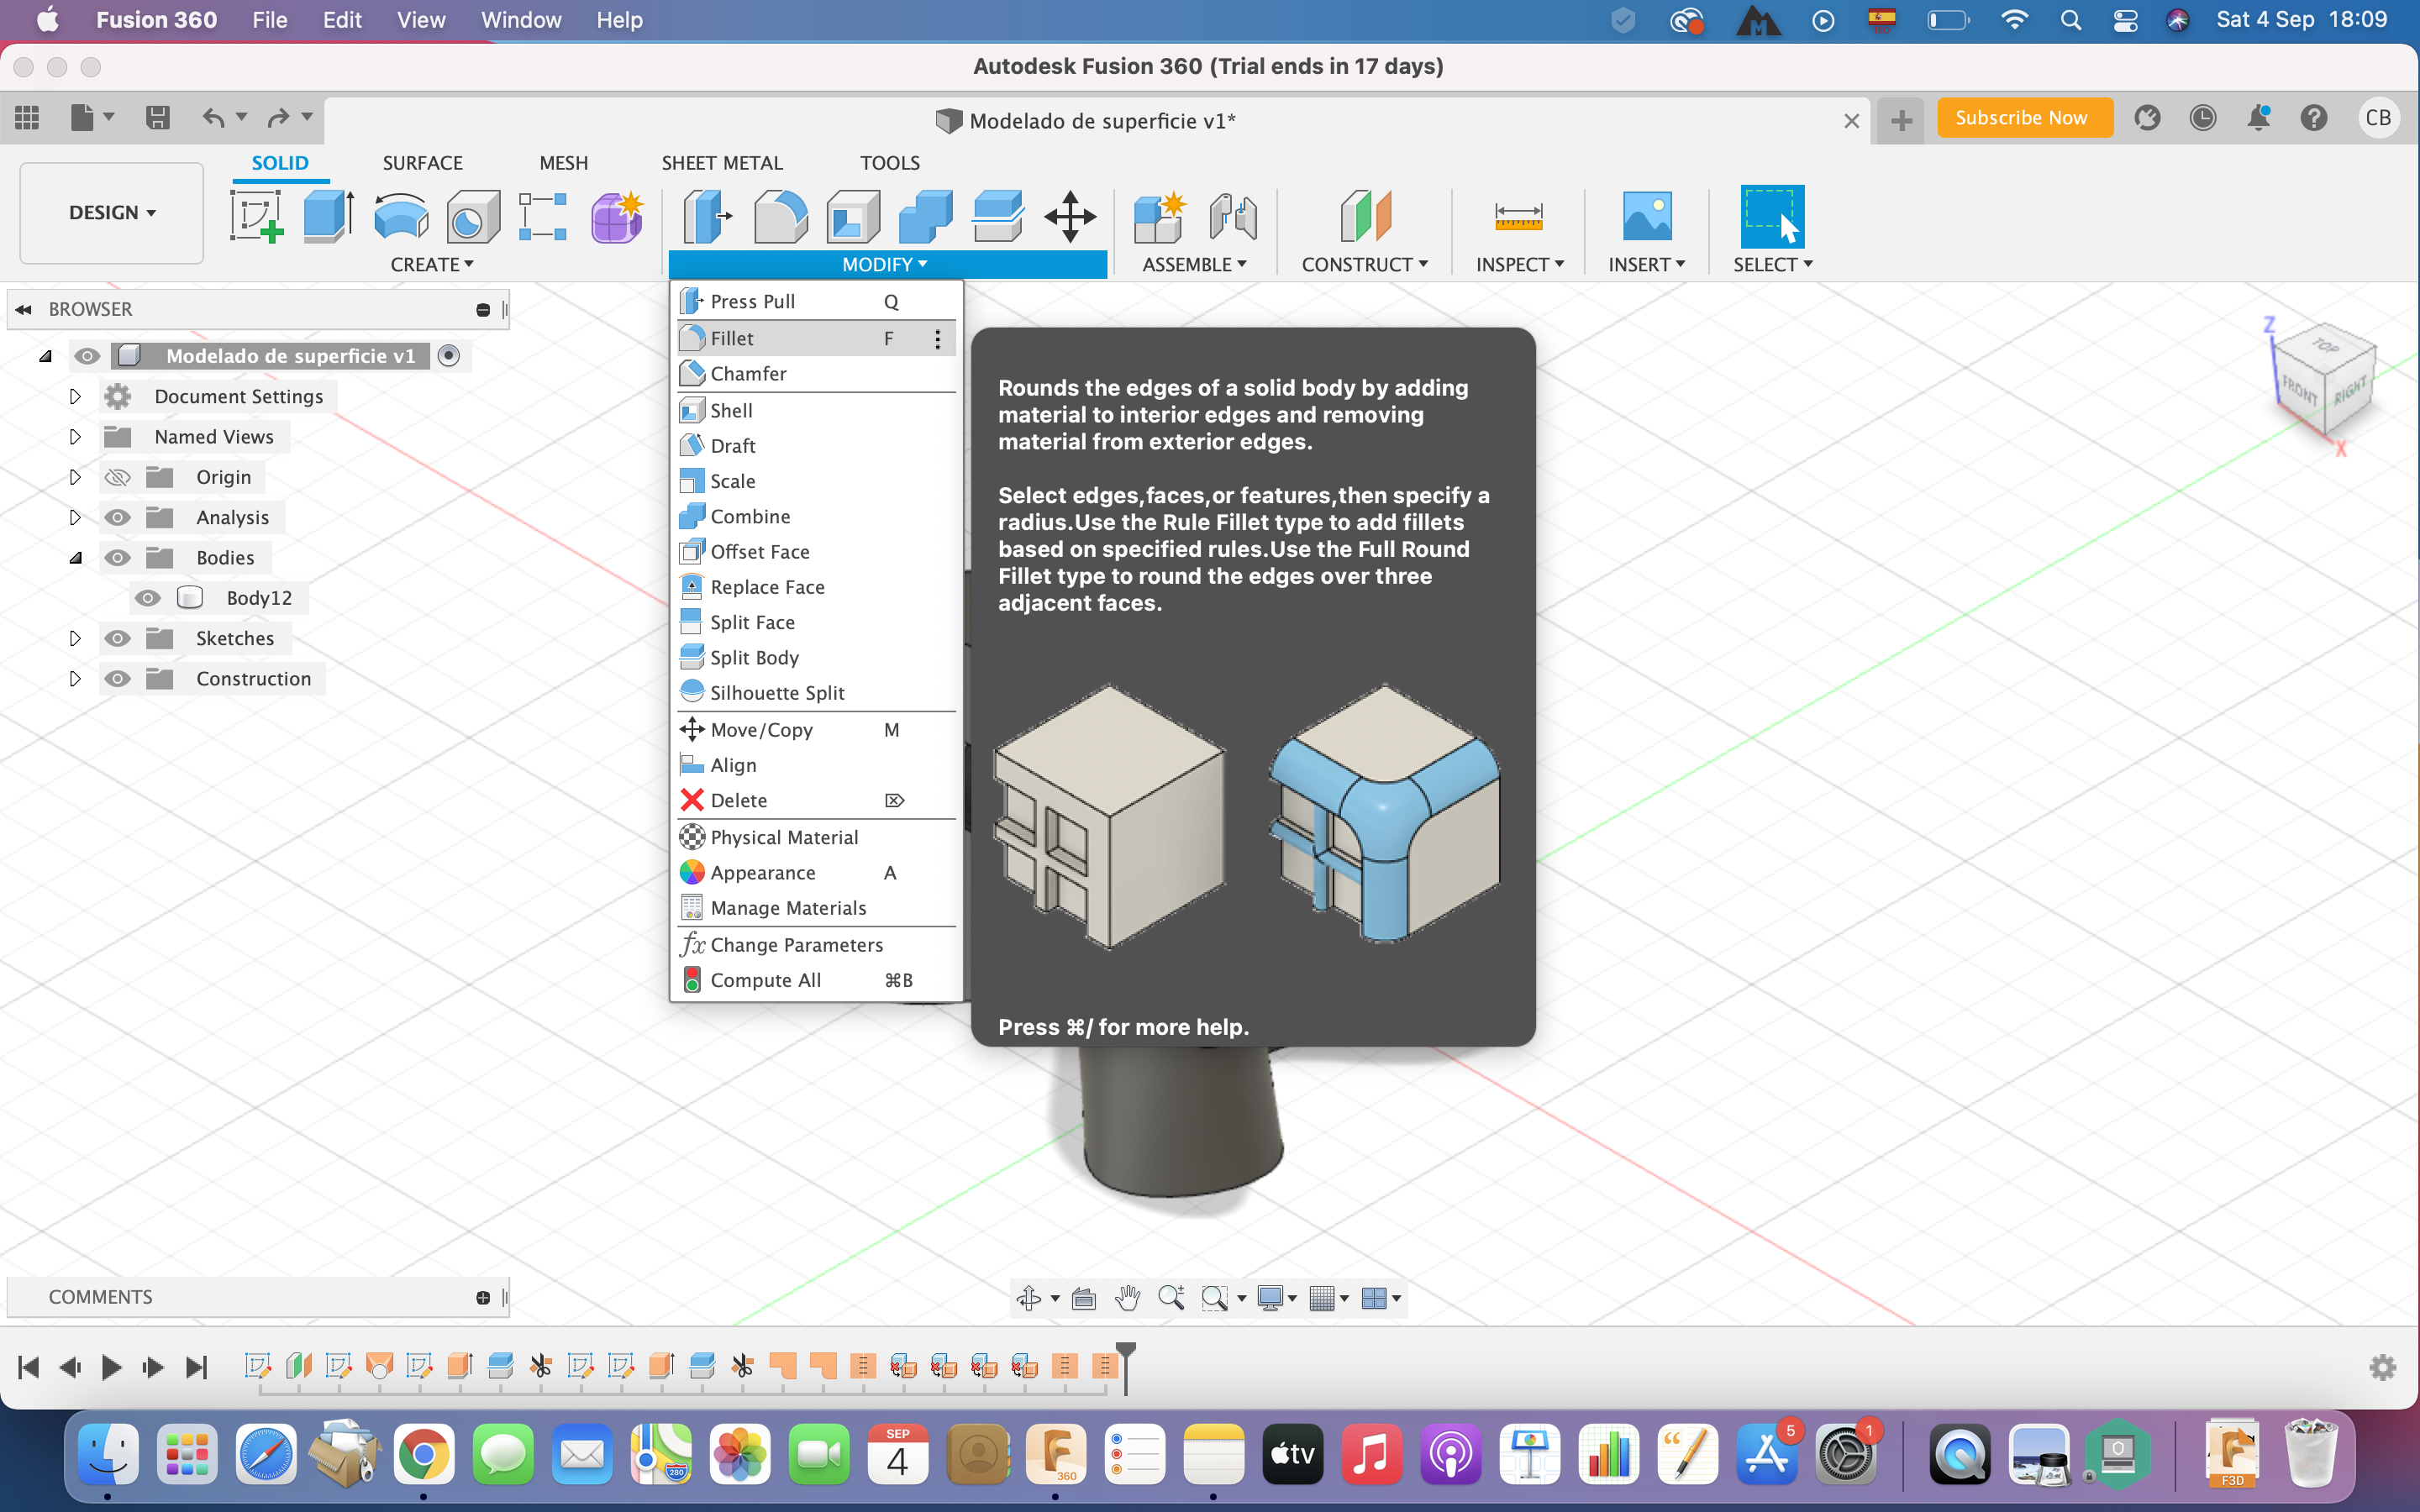 Fusion 360 File Edit View Window Help Sat 4 Sep 18:09
Autodesk Fusion 360 (Trial ends in 17 days)
Modelado de superficie v1*
Subscribe Now
CB
SOLID SURFACE MESH SHEET METAL TOOLS
DESIGN
CREATE MODIFY ASSEMBLE CONSTRUCT INSPECT INSERT SELECT
BROWSER
Modelado de superficie v1
Document Settings
Named Views
Origin
Analysis
Bodies
Body12
Sketches
Construction
Press Pull Q
Fillet F
Chamfer
Shell
Draft
Scale
Combine
Offset Face
Replace Face
Split Face
Split Body
Silhouette Split
Move/Copy M
Align
Delete ⌦
Physical Material
Appearance A
Manage Materials
fx Change Parameters
Compute All ⌘B
Rounds the edges of a solid body by adding
material to interior edges and removing
material from exterior edges.
Select edges,faces,or features,then specify a
radius.Use the Rule Fillet type to add fillets
based on specified rules.Use the Full Round
Fillet type to round the edges over three
adjacent faces.
Press ⌘/ for more help.
Z
TOP
FRONT
RIGHT
X
COMMENTS
SEP
4
280
360
tv
5
1
F3D